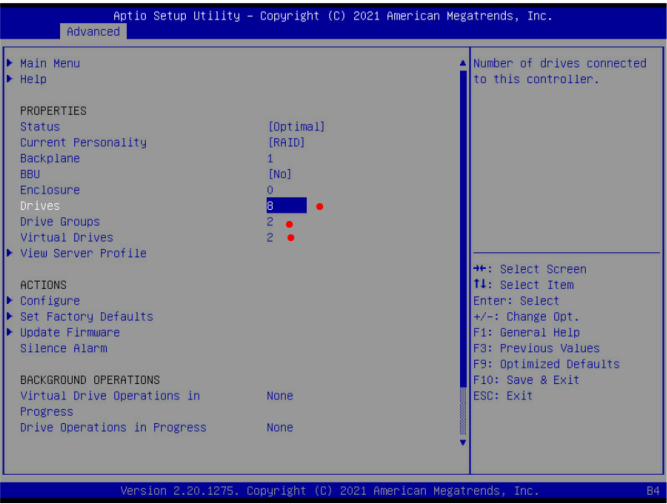 Aptio Setup Utility – Copyright (C) 2021 American Megatrends, Inc.
Advanced
Main Menu
Help
PROPERTIES
Status [Optimal]
Current Personality [RAID]
Backplane 1
BBU [No]
Enclosure 0
Drives 8
Drive Groups 2
Virtual Drives 2
View Server Profile
ACTIONS
Configure
Set Factory Defaults
Update Firmware
Silence Alarm
BACKGROUND OPERATIONS
Virtual Drive Operations in None
Progress
Drive Operations in Progress None
Number of drives connected
to this controller.
→←: Select Screen
↑↓: Select Item
Enter: Select
+/-: Change Opt.
F1: General Help
F3: Previous Values
F9: Optimized Defaults
F10: Save & Exit
ESC: Exit
Version 2.20.1275. Copyright (C) 2021 American Megatrends, Inc.
B4